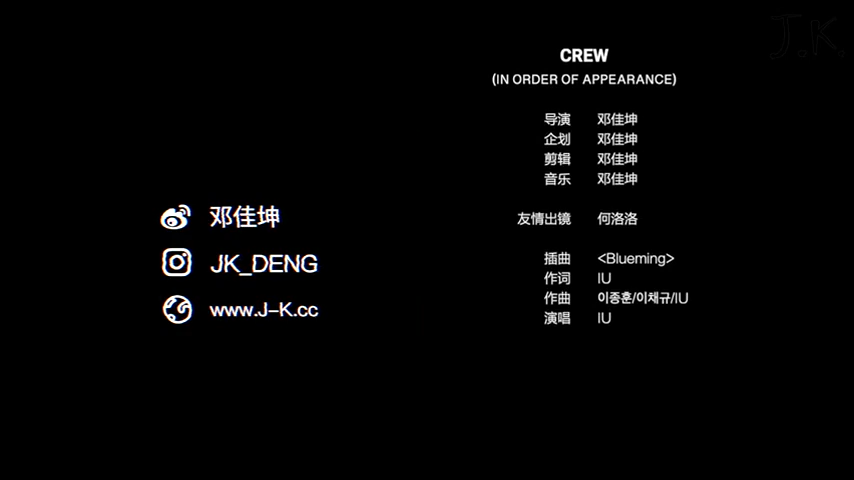 J.K.
CREW
(IN ORDER OF APPEARANCE)
导演 邓佳坤
企划 邓佳坤
剪辑 邓佳坤
音乐 邓佳坤
友情出镜 何洛洛
插曲 <Blueming>
作词 IU
作曲 이종훈/이채규/IU
演唱 IU
邓佳坤
JK_DENG
www.J-K.cc